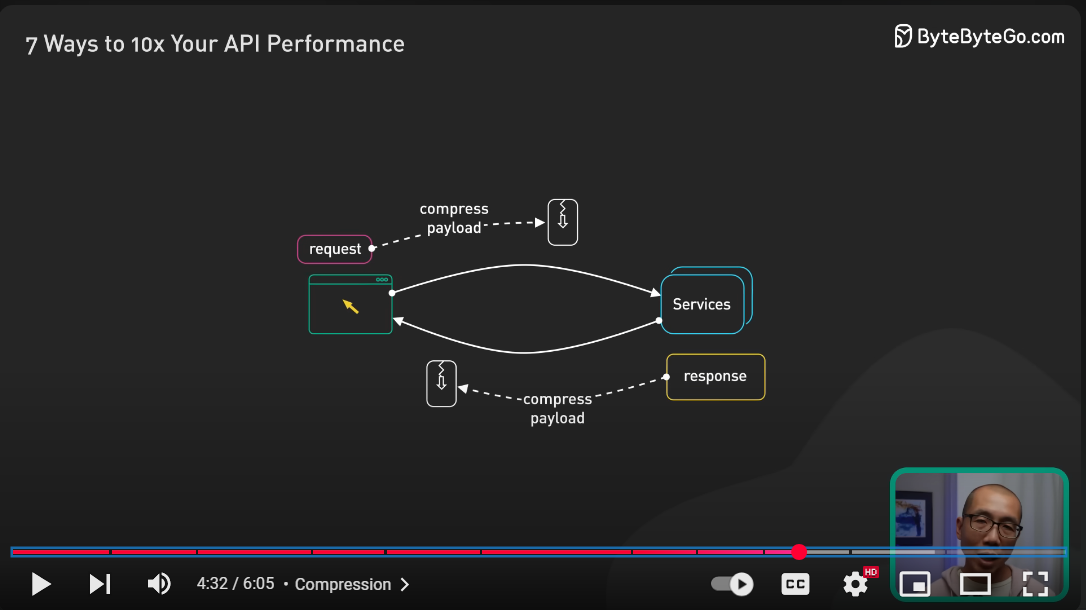 7 Ways to 10x Your API Performance
ByteByteGo.com
compress
payload
request
Services
response
compress
payload
HD
4:32 / 6:05 • Compression
CC